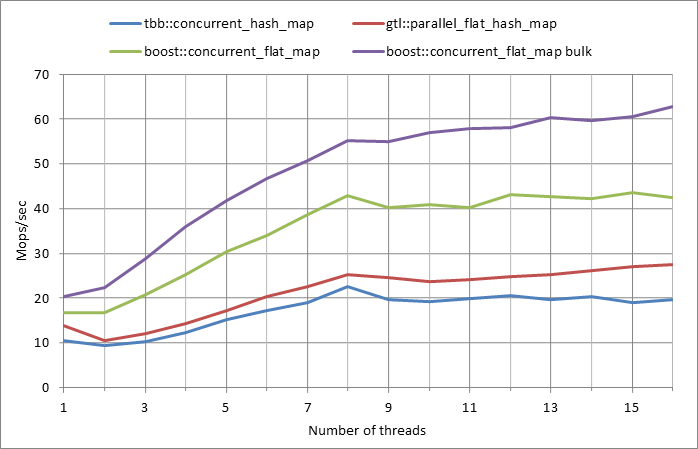 tbb::concurrent_hash_map gtl::parallel_flat_hash_map
boost::concurrent_flat_map boost::concurrent_flat_map bulk
70
60
50
40
30
20
10
0
Mops/sec
1 3 5 7 9 11 13 15
Number of threads